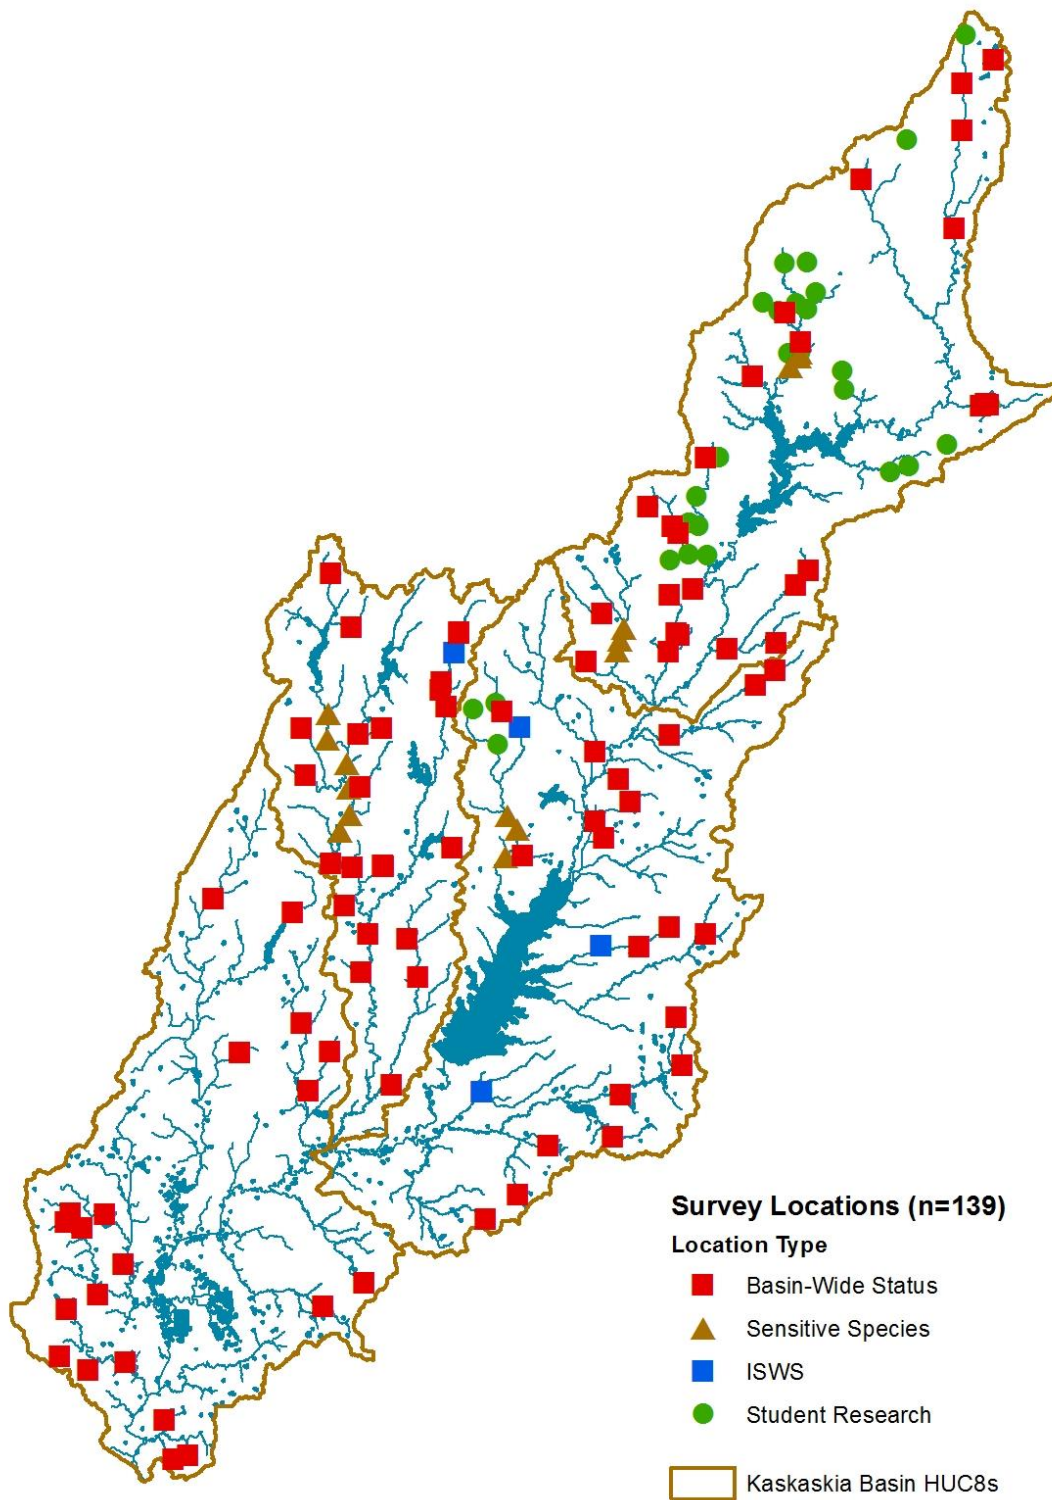 Survey Locations (n=139)
Location Type
Basin-Wide Status
Sensitive Species
ISWS
Student Research
Kaskaskia Basin HUC8s